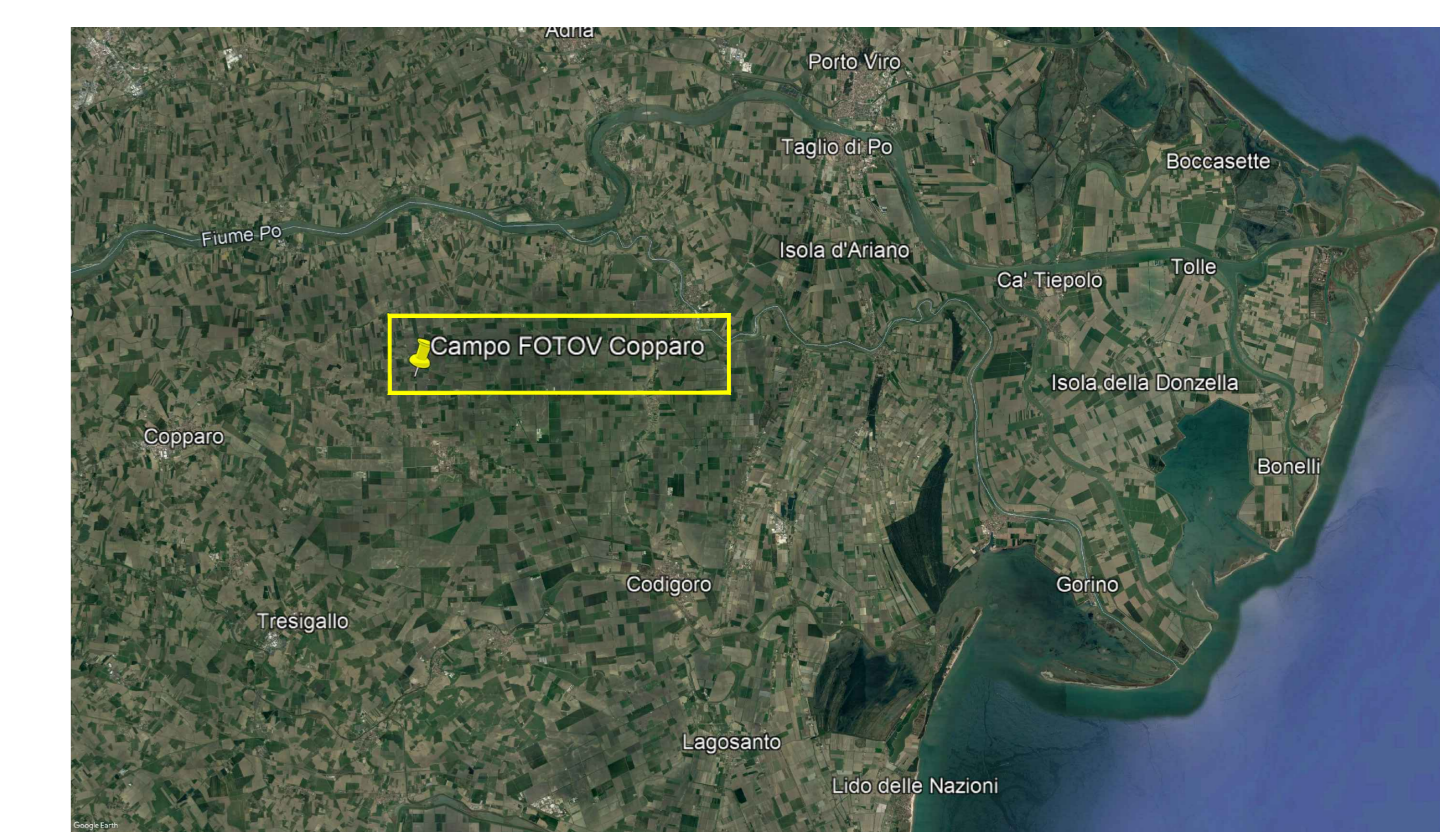 Adria
Porto Viro
Taglio di Po
Boccasette
Fiume Po
Isola d'Ariano
Tolle
Ca' Tiepolo
Campo FOTOV Copparo
Isola della Donzella
Copparo
Bonelli
Codigoro
Gorino
Tresigallo
Lagosanto
Lido delle Nazioni
Google Earth